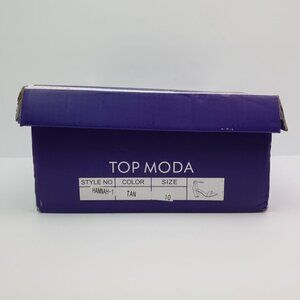 TOP MODA
STYLE NO COLOR SIZE
HANNAH-1 TAN 10